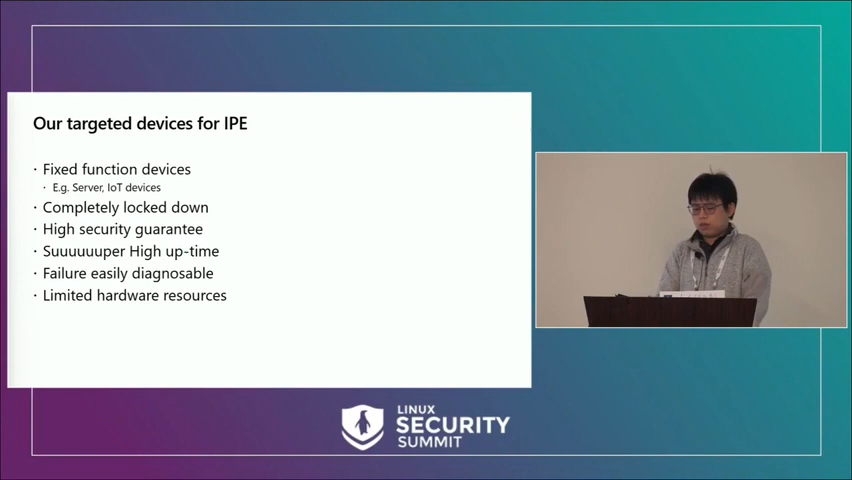 Our targeted devices for IPE
· Fixed function devices
· E.g. Server, IoT devices
· Completely locked down
· High security guarantee
· Suuuuuuper High up-time
· Failure easily diagnosable
· Limited hardware resources
LINUX
SECURITY
SUMMIT